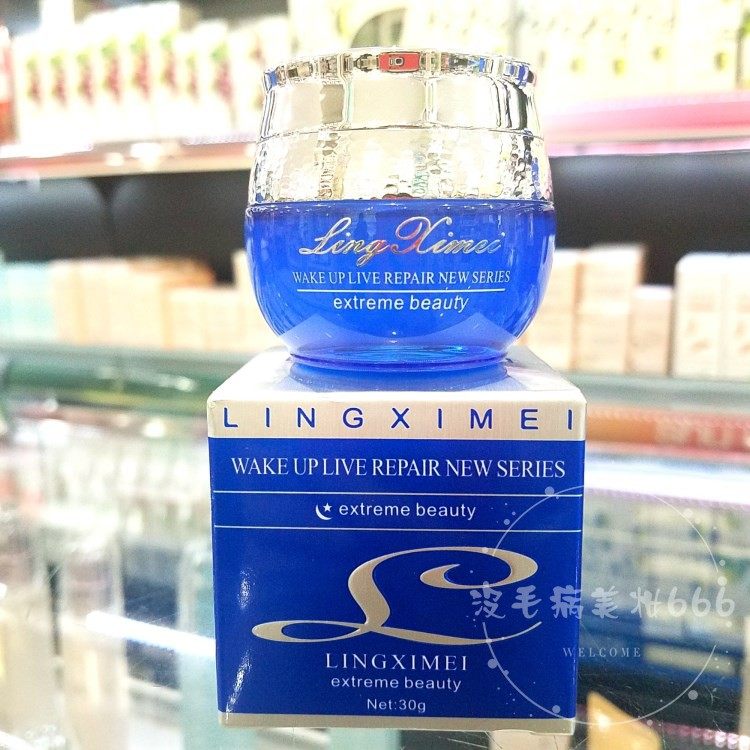 Ling Ximei
WAKE UP LIVE REPAIR NEW SERIES
extreme beauty
LINGXIMEI
WAKE UP LIVE REPAIR NEW SERIES
extreme beauty
L
LINGXIMEI
extreme beauty
Net:30g
没毛病美妆666
WELCOME